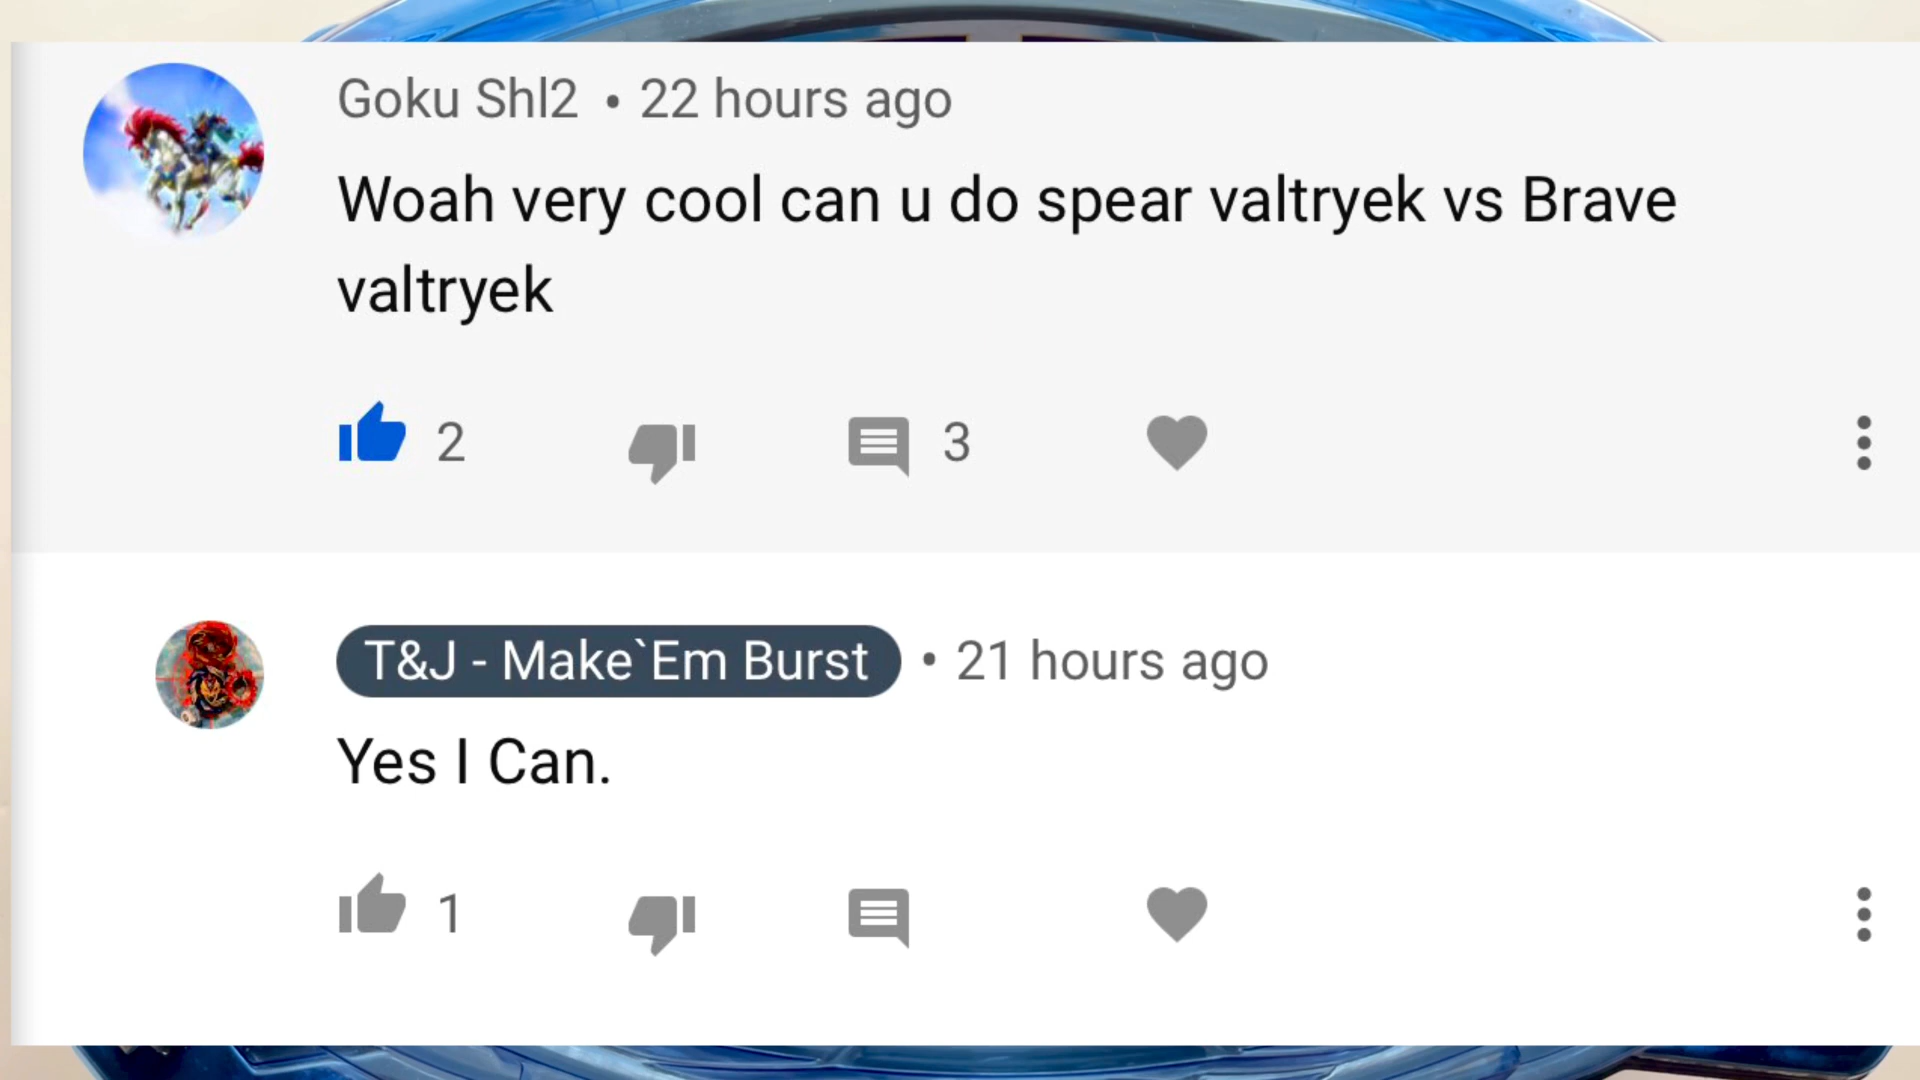 Goku Shl2 • 22 hours ago
Woah very cool can u do spear valtryek vs Brave
valtryek
2 3
T&J - Make`Em Burst • 21 hours ago
Yes I Can.
1